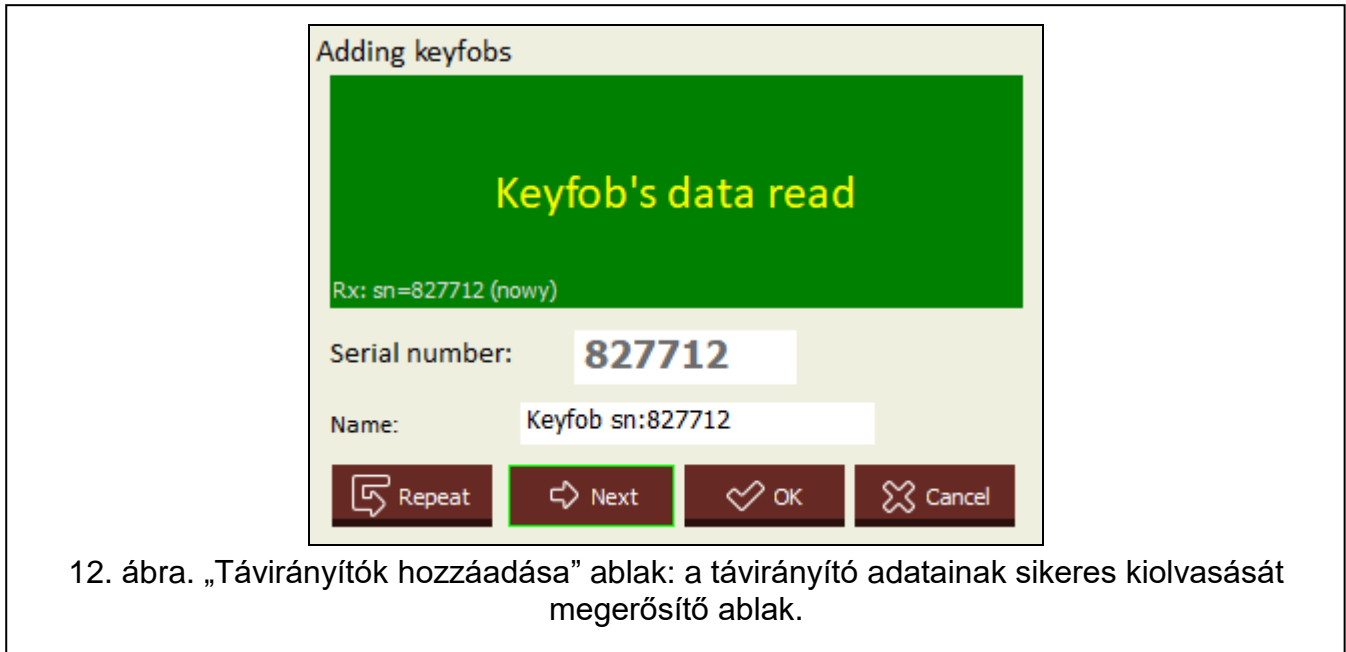 Adding keyfobs
Keyfob's data read
Rx: sn=827712 (nowy)
Serial number: 827712
Name: Keyfob sn:827712
Repeat Next OK Cancel
12. ábra. „Távirányítók hozzáadása” ablak: a távirányító adatainak sikeres kiolvasását
megerősítő ablak.